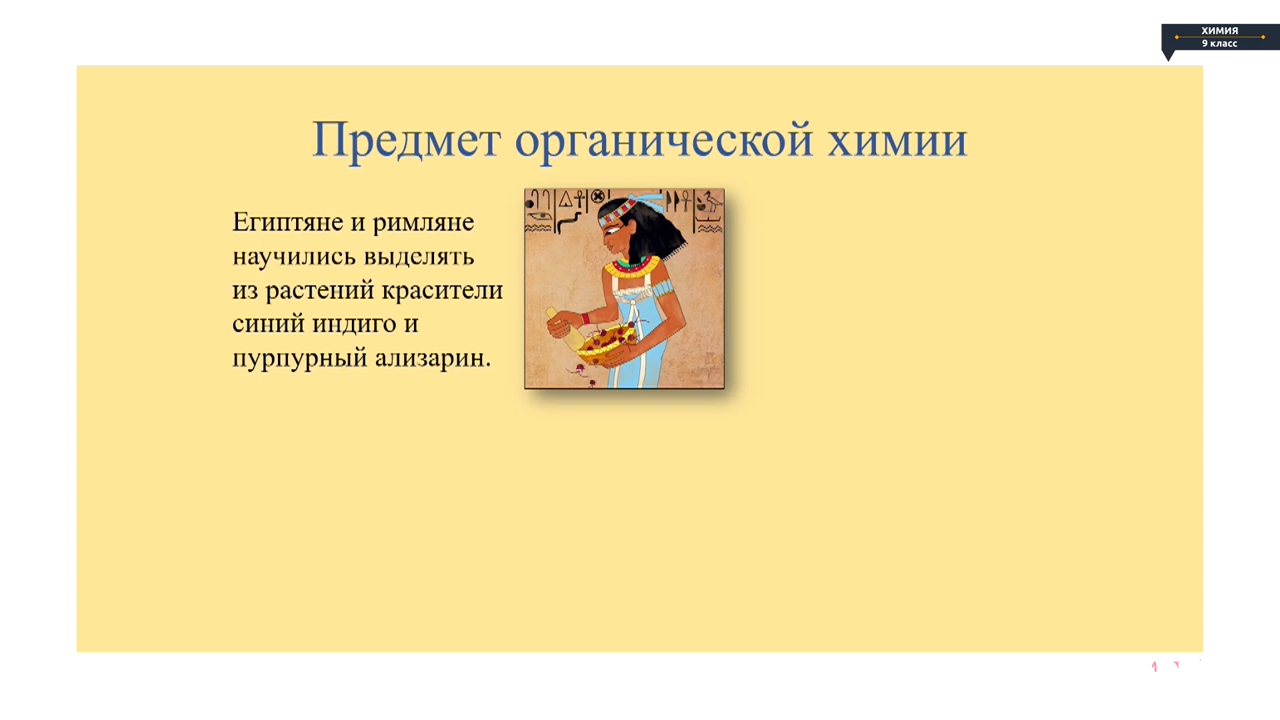 ХИМИЯ
9 класс
Предмет органической химии
Египтяне и римляне
научились выделять
из растений красители
синий индиго и
пурпурный ализарин.